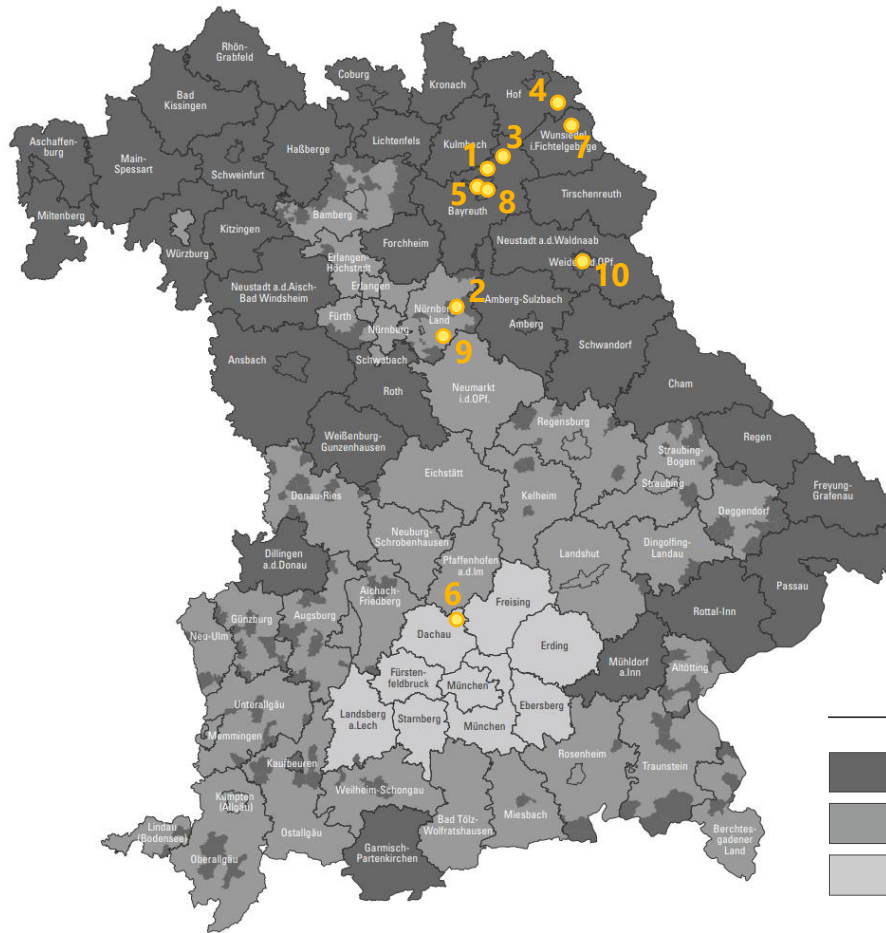 Rhön-
Grabfeld
Coburg
Kronach
Hof
4
Bad
Kissingen
Aschaffen-
burg
Main-
Spessart
Haßberge
Lichtenfels
Kulmbach
3
Wunsiedel
i.Fichtelgebirge
7
1
Schweinfurt
5
8
Bayreuth
Tirschenreuth
Miltenberg
Bamberg
Kitzingen
Würzburg
Forchheim
Neustadt a.d.Waldnaab
Erlangen-
Höchstadt
Weiden i.d.OPf.
10
Erlangen
Neustadt a.d.Aisch-
Bad Windsheim
2
Amberg-Sulzbach
Nürnberger
Land
Fürth
Amberg
Nürnberg
9
Schwandorf
Ansbach
Schwabach
Roth
Neumarkt
i.d.OPf.
Cham
Regensburg
Weißenburg-
Gunzenhausen
Regen
Straubing-
Bogen
Eichstätt
Straubing
Freyung-
Grafenau
Donau-Ries
Kelheim
Deggendorf
Neuburg-
Schrobenhausen
Dingolfing-
Landau
Dillingen
a.d.Donau
Landshut
Pfaffenhofen
a.d.Ilm
Passau
Aichach-
Friedberg
Freising
6
Rottal-Inn
Günzburg
Augsburg
Neu-Ulm
Dachau
Erding
Mühldorf
a.Inn
Altötting
Fürsten-
feldbruck
München
Unterallgäu
Landsberg
a.Lech
Starnberg
München
Ebersberg
Memmingen
Rosenheim
Kaufbeuren
Traunstein
Weilheim-Schongau
Kempten
(Allgäu)
Bad Tölz-
Wolfratshausen
Miesbach
Lindau
(Bodensee)
Ostallgäu
Berchtes-
gadener
Land
Garmisch-
Partenkirchen
Oberallgäu